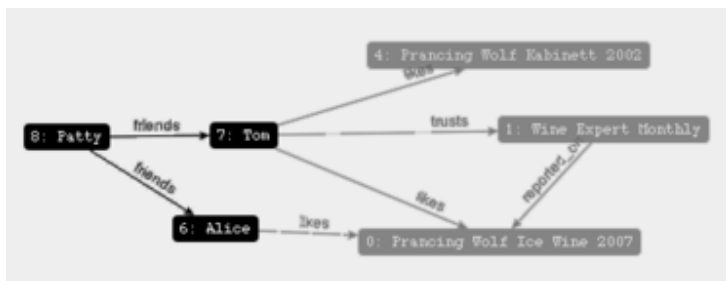 4: Prancing Wolf Kabinett 2002
likes
friends
trusts
8: Patty
7: Tom
1: Wine Expert Monthly
friends
likes
reported_by
6: Alice
likes
0: Prancing Wolf Ice Wine 2007